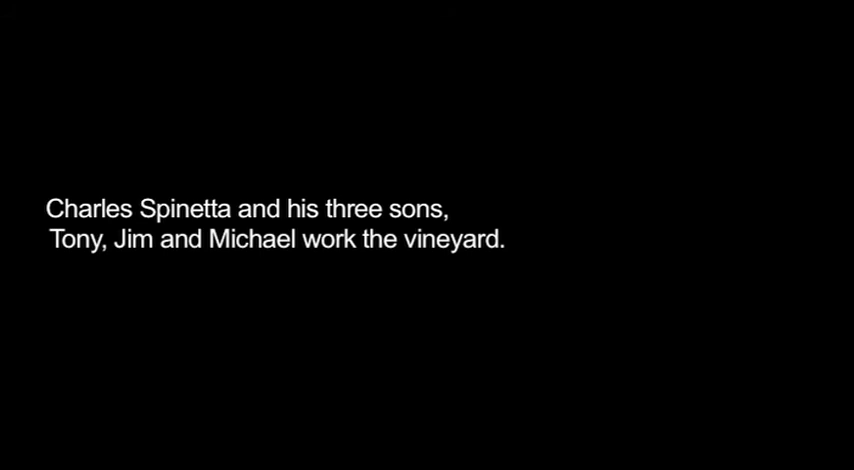 Charles Spinetta and his three sons,
Tony, Jim and Michael work the vineyard.